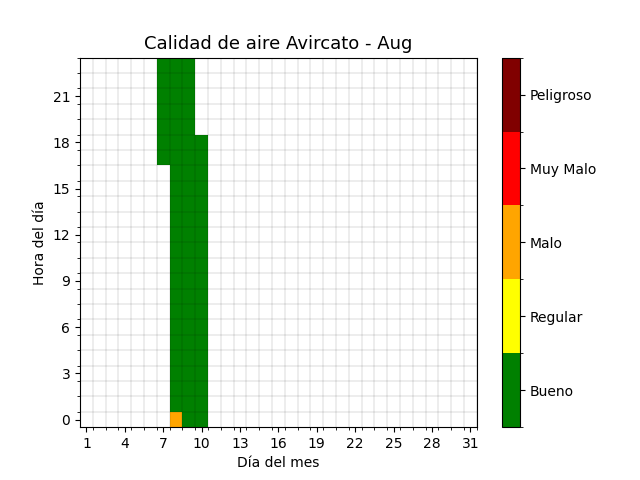 Calidad de aire Avircato - Aug
Hora del día
21
18
15
12
9
6
3
0
1 4 7 10 13 16 19 22 25 28 31
Día del mes
Peligroso
Muy Malo
Malo
Regular
Bueno